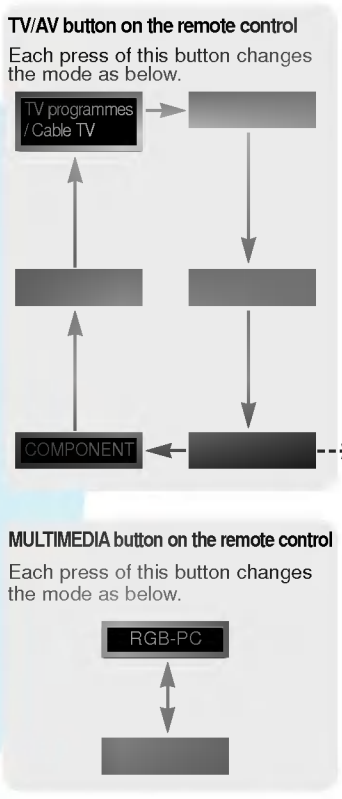 TV/AV button on the remote control
Each press of this button changes
the mode as below.
TV programmes
/ Cable TV
COMPONENT
MULTIMEDIA button on the remote control
Each press of this button changes
the mode as below.
RGB-PC